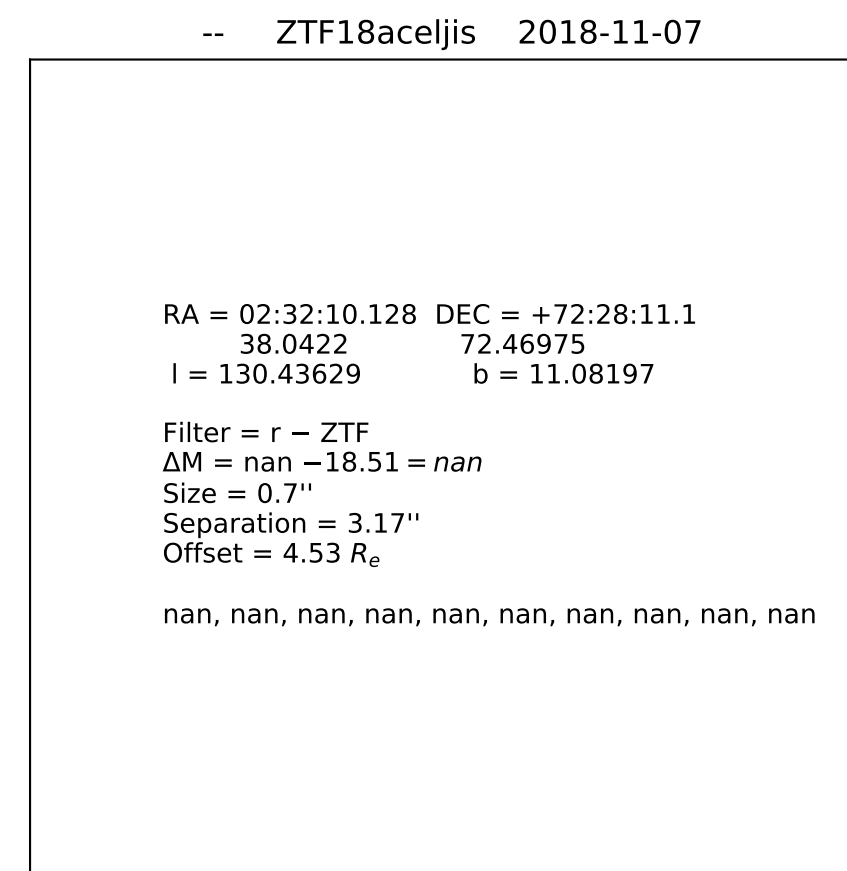 -- ZTF18aceljis 2018-11-07
RA = 02:32:10.128 DEC = +72:28:11.1
38.0422 72.46975
l = 130.43629 b = 11.08197
Filter = r − ZTF
ΔM = nan −18.51 = nan
Size = 0.7''
Separation = 3.17''
Offset = 4.53 Rₑ
nan, nan, nan, nan, nan, nan, nan, nan, nan, nan